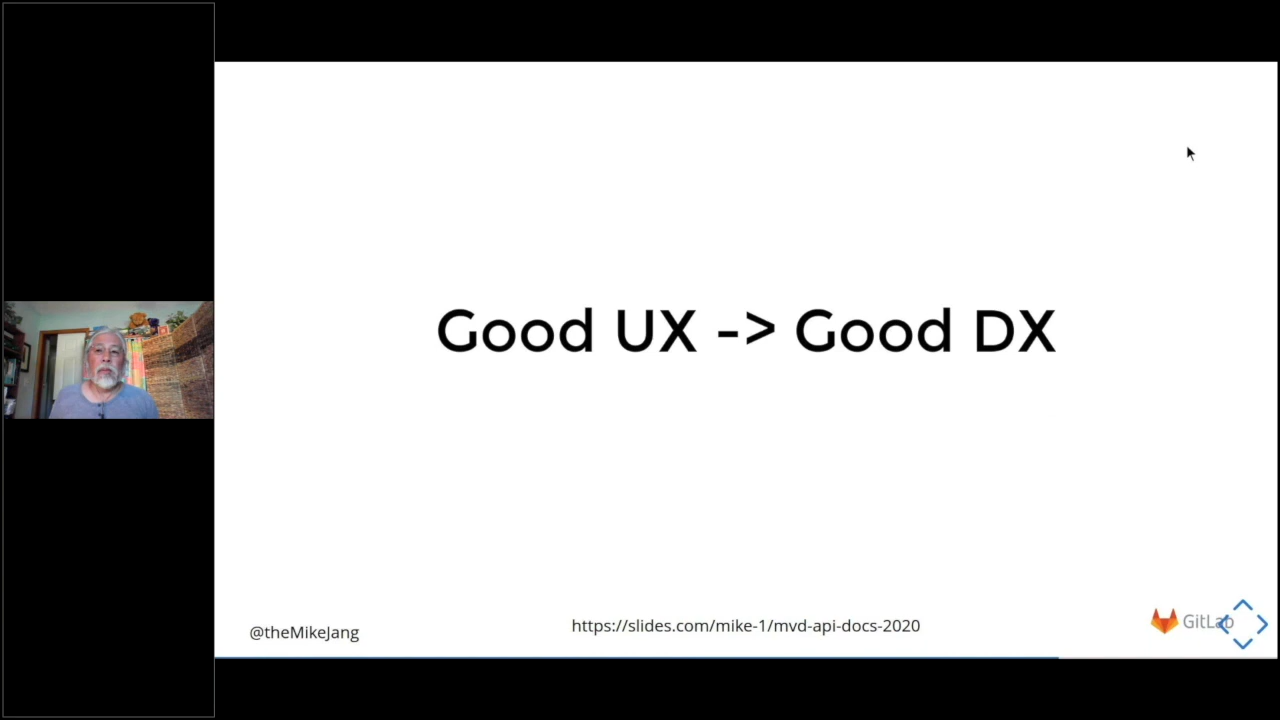 Good UX -> Good DX
@theMikeJang
https://slides.com/mike-1/mvd-api-docs-2020
GitLab